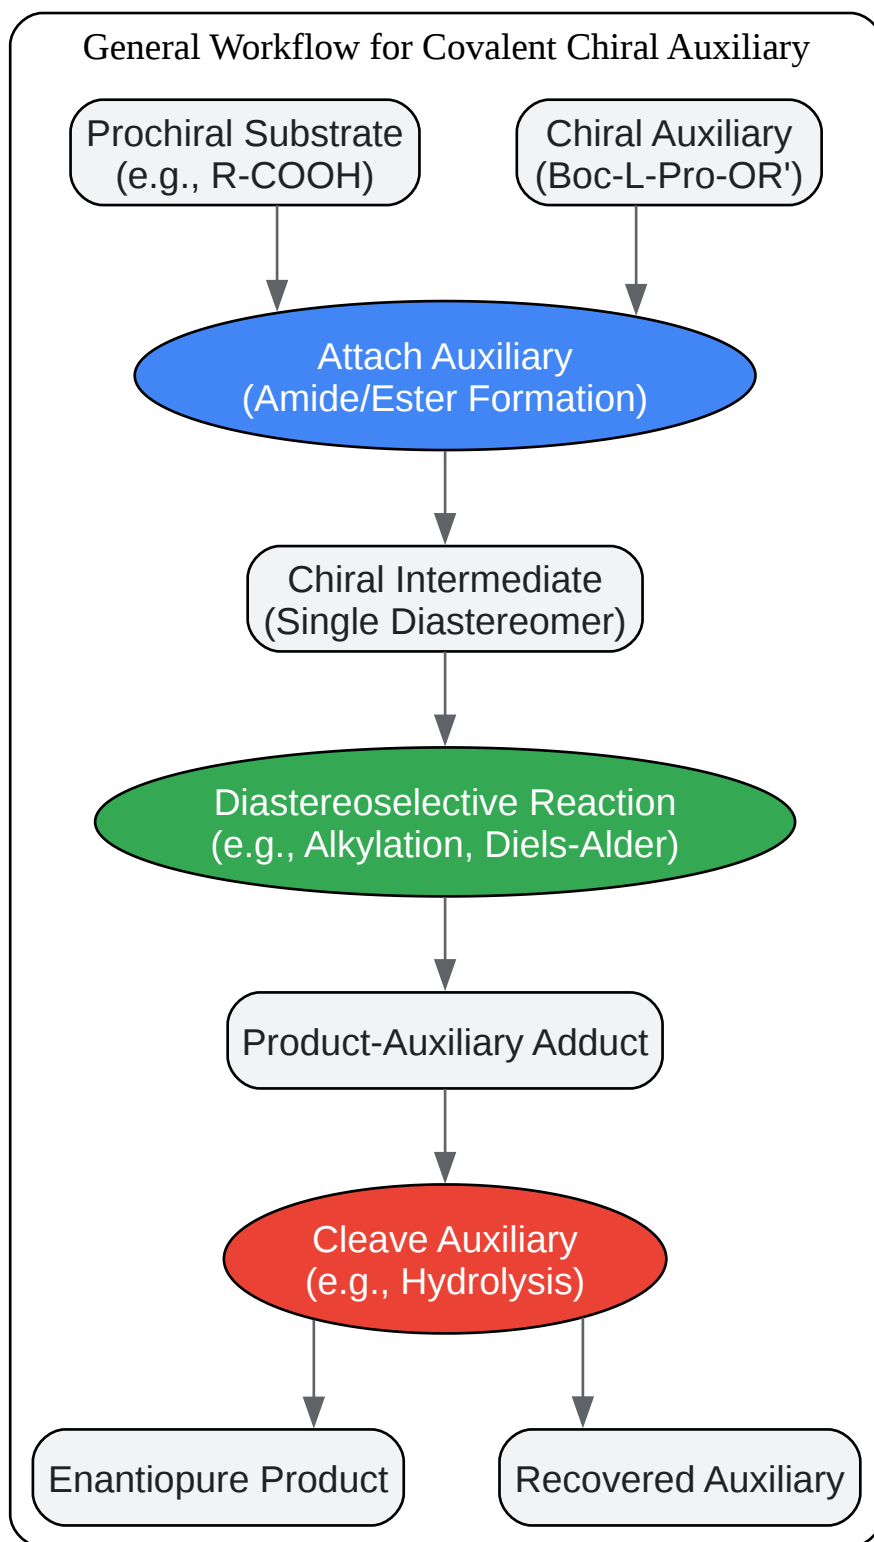 General Workflow for Covalent Chiral Auxiliary
Prochiral Substrate
(e.g., R-COOH)
Chiral Auxiliary
(Boc-L-Pro-OR')
Attach Auxiliary
(Amide/Ester Formation)
Chiral Intermediate
(Single Diastereomer)
Diastereoselective Reaction
(e.g., Alkylation, Diels-Alder)
Product-Auxiliary Adduct
Cleave Auxiliary
(e.g., Hydrolysis)
Enantiopure Product
Recovered Auxiliary